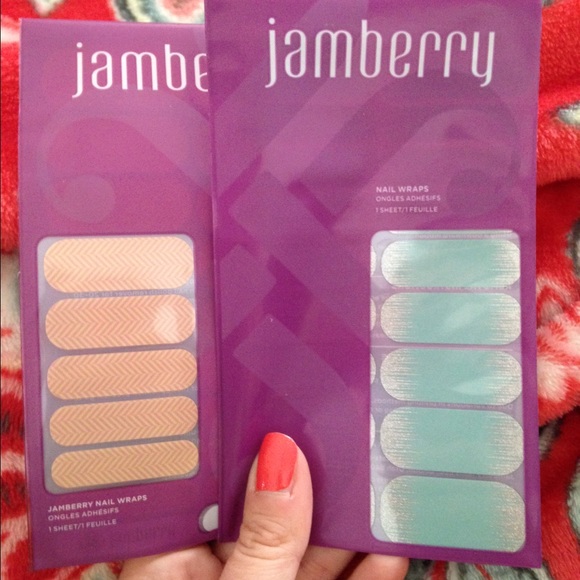 jambe
jamberry
NAIL WRAPS
ONGLES ADHÉSIFS
1 SHEET/1 FEUILLE
JAMBERRY NAIL WRAPS
ONGLES ADHÉSIFS
1 SHEET/1 FEUILLE